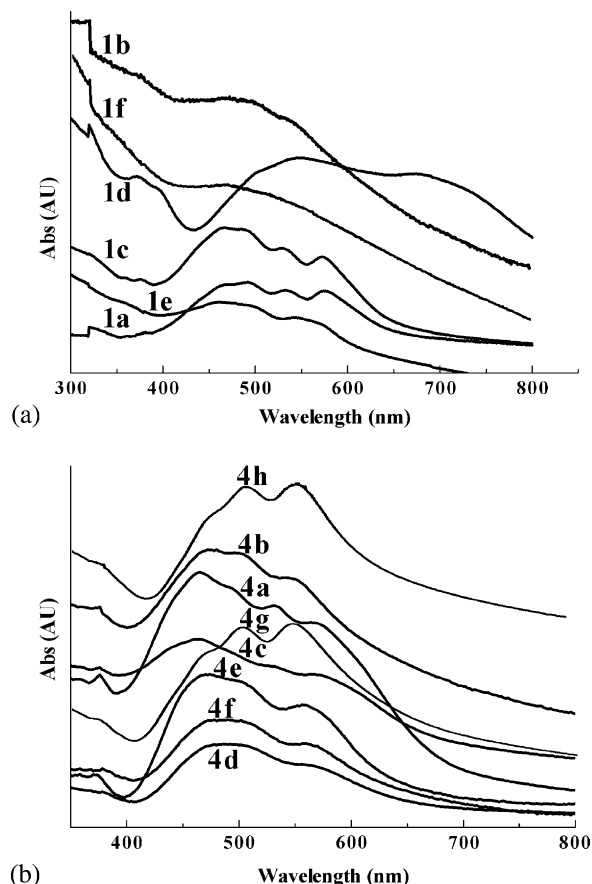 1b
1f
1d
1c
1e
1a
Abs (AU)
300 400 500 600 700 800
Wavelength (nm)
(a)
4h
4b
4a
4g
4c
4e
4f
4d
Abs (AU)
400 500 600 700 800
Wavelength (nm)
(b)